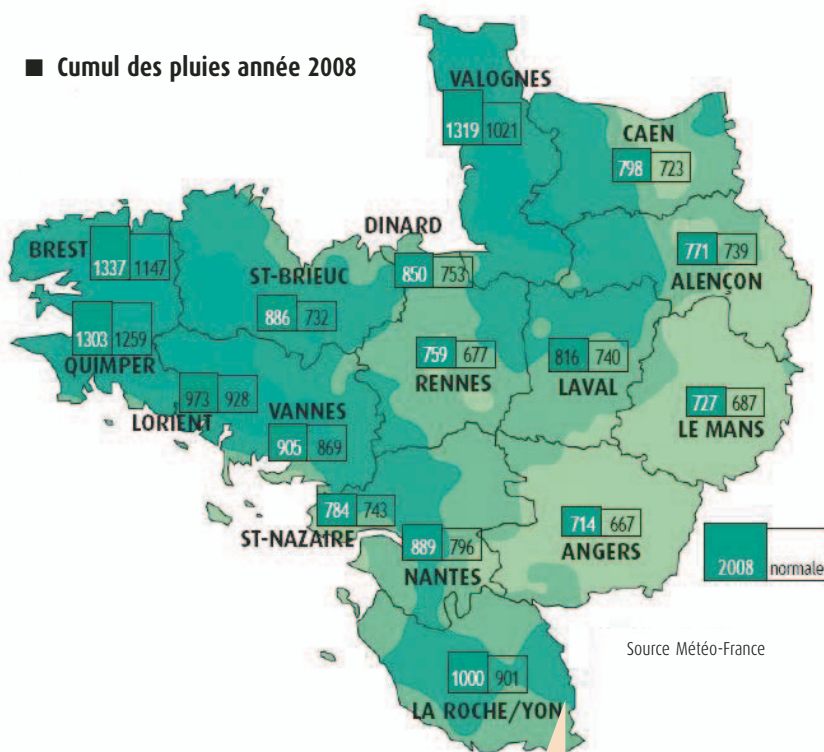 ■ Cumul des pluies année 2008
VALOGNES
1319 1021
CAEN
798 723
DINARD
850 753
BREST
1337 1147
ST-BRIEUC
886 732
771 739
ALENÇON
1303 1259
QUIMPER
759 677
RENNES
816 740
LAVAL
973 928
LORIENT
VANNES
905 869
727 687
LE MANS
784 743
ST-NAZAIRE
889 796
NANTES
714 667
ANGERS
2008 normale
Source Météo-France
1000 901
LA ROCHE/YON